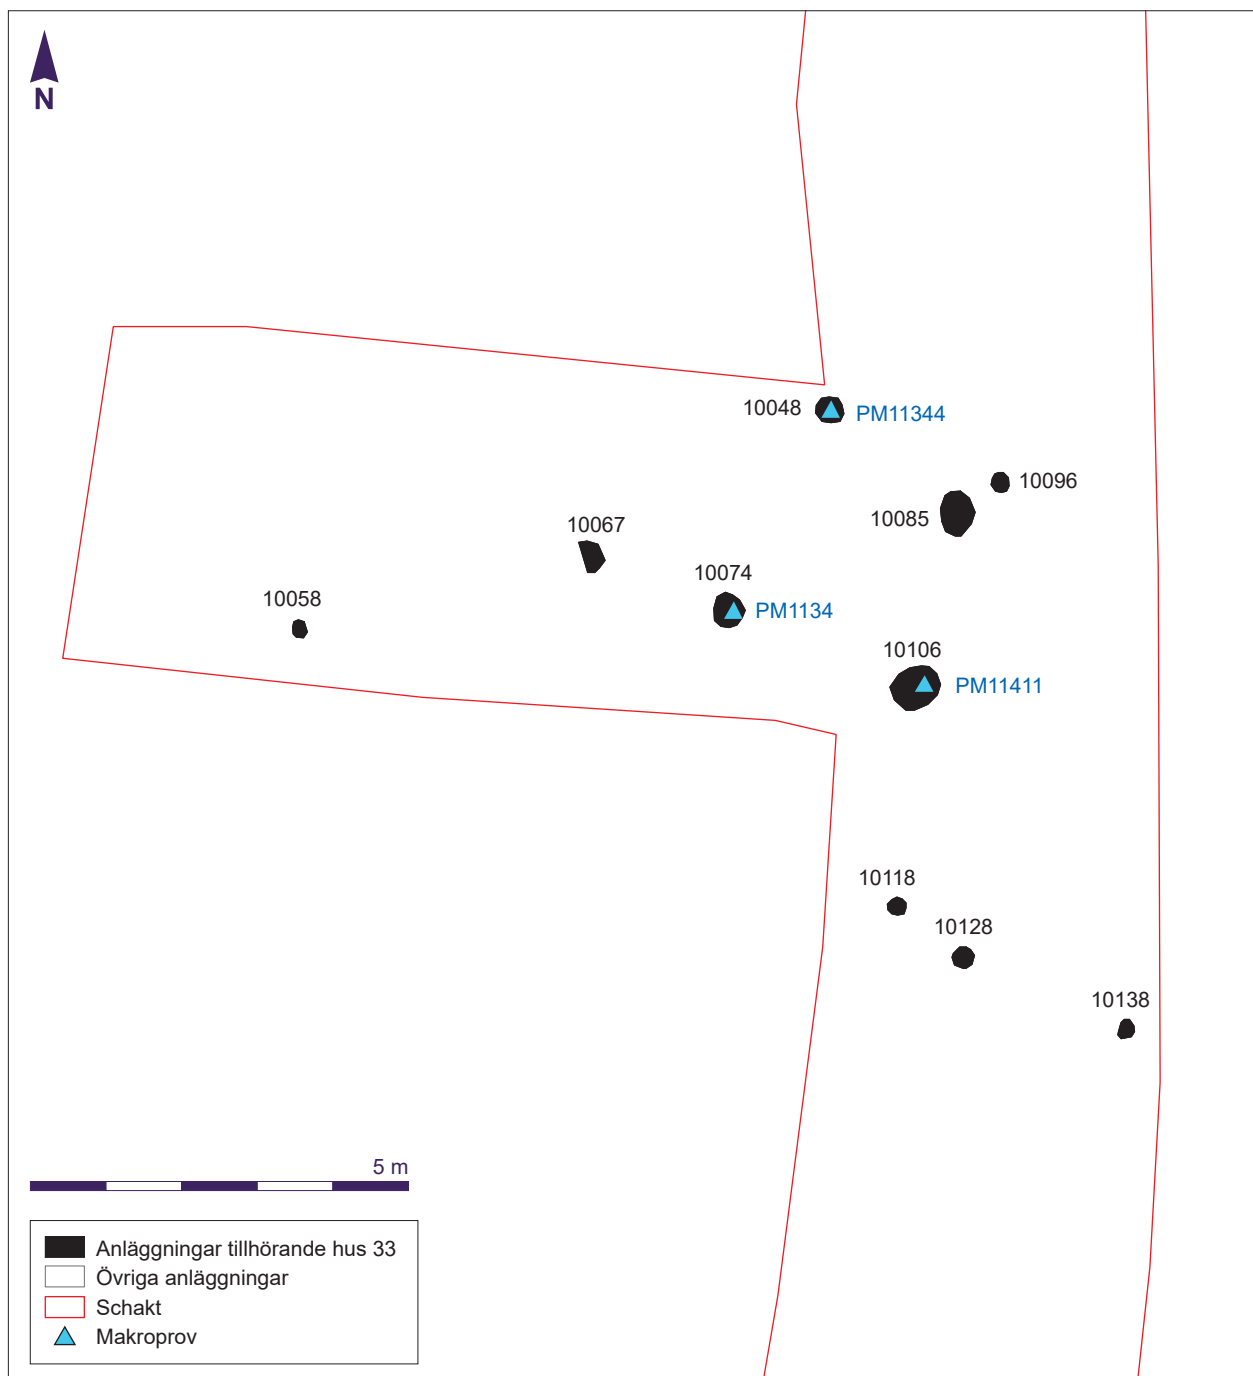 N
10048
PM11344
10096
10085
10067
10074
PM1134
10058
10106
PM11411
10118
10128
10138
5 m
Anläggningar tillhörande hus 33
Övriga anläggningar
Schakt
Makroprov